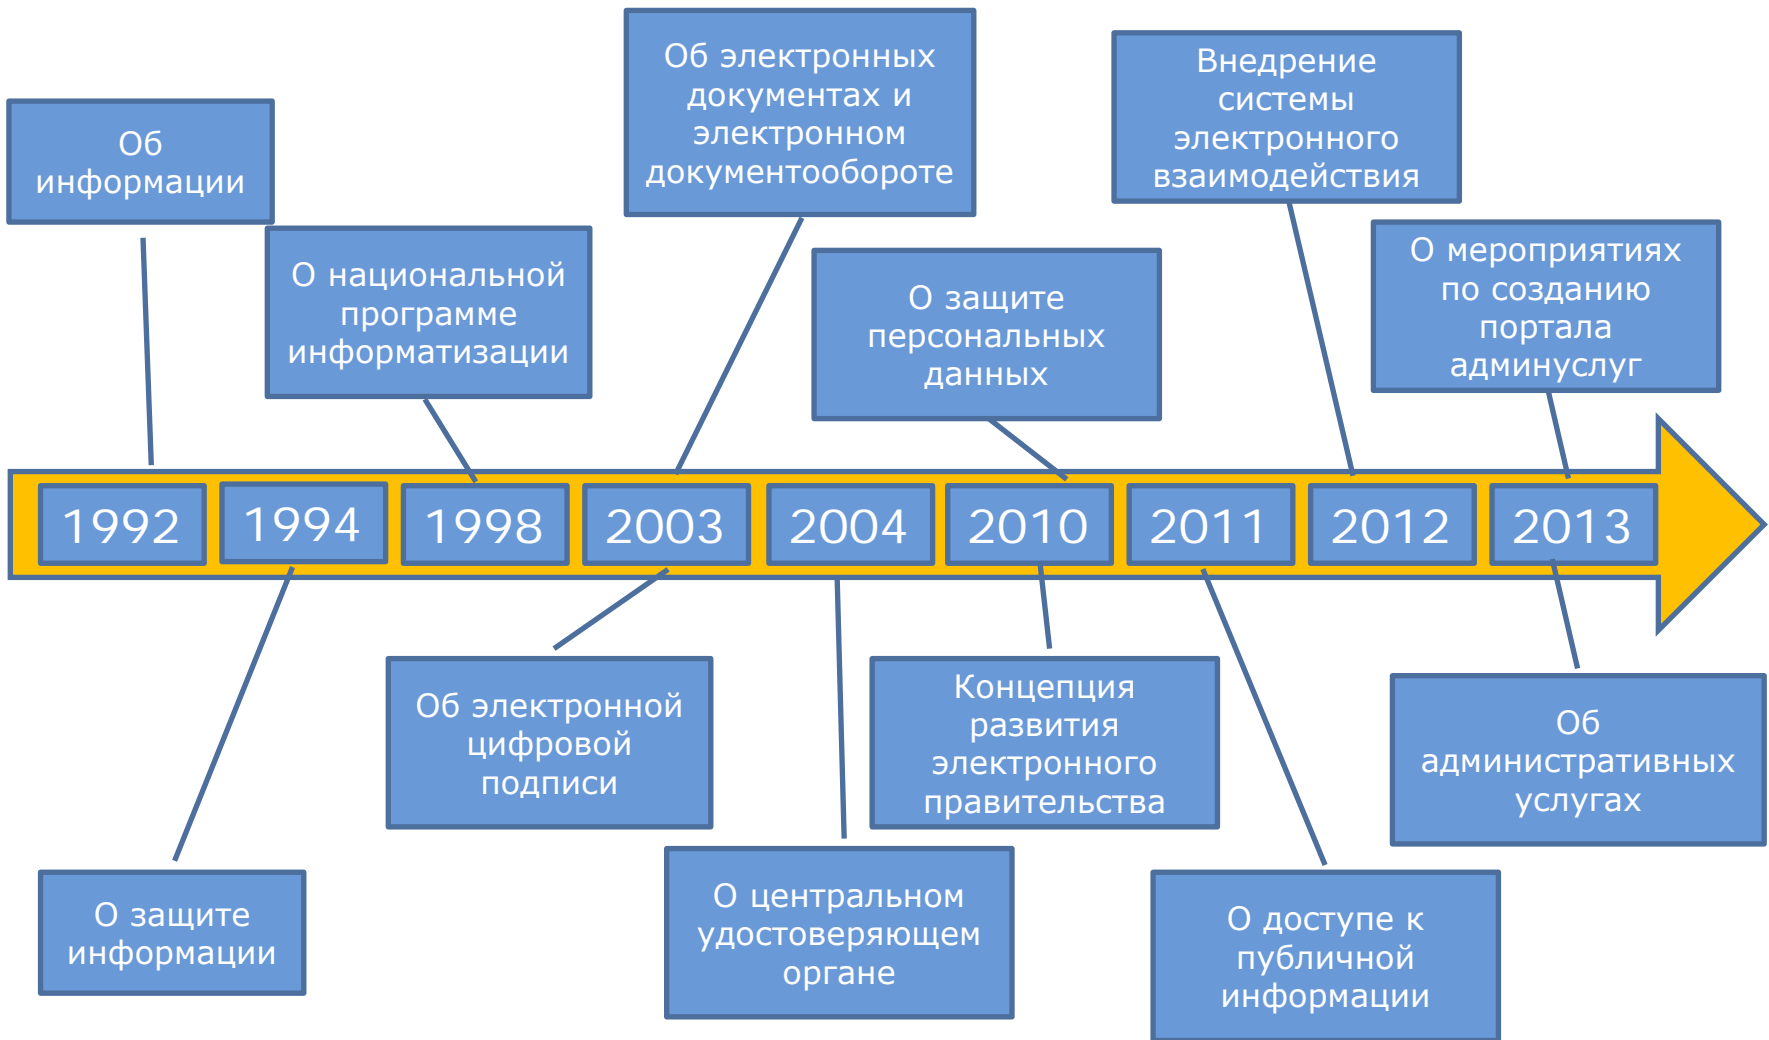 Об
информации
О национальной
программе
информатизации
Об электронных
документах и
электронном
документообороте
О защите
персональных
данных
Внедрение
системы
электронного
взаимодействия
О мероприятиях
по созданию
портала
админуслуг
1992
1994
1998
2003
2004
2010
2011
2012
2013
О защите
информации
Об электронной
цифровой
подписи
О центральном
удостоверяющем
органе
Концепция
развития
электронного
правительства
О доступе к
публичной
информации
Об
административных
услугах